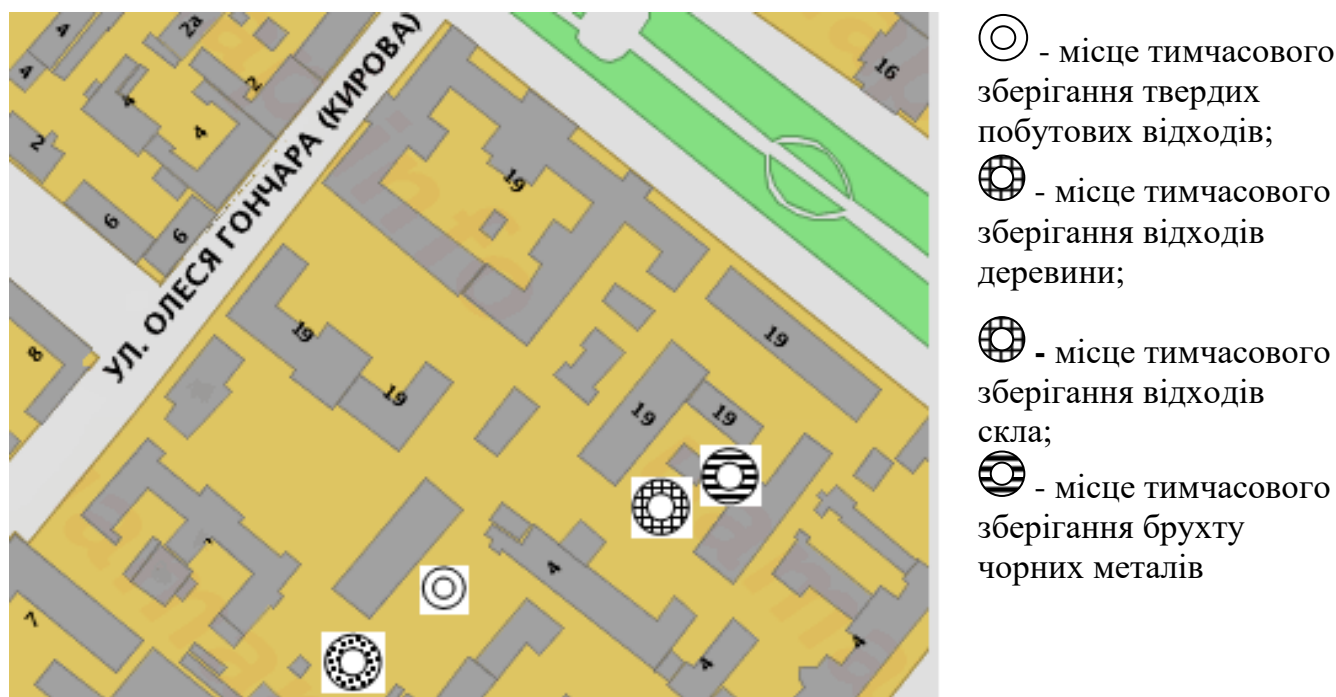 4
2а
4
4
2
4
2
6
6
8
УЛ. ОЛЕСЯ ГОНЧАРА (КИРОВА)
16
19
19
19
19
19
19
4
4
4
7
- місце тимчасового
зберігання твердих
побутових відходів;
- місце тимчасового
зберігання відходів
деревини;
- місце тимчасового
зберігання відходів
скла;
- місце тимчасового
зберігання брухту
чорних металів